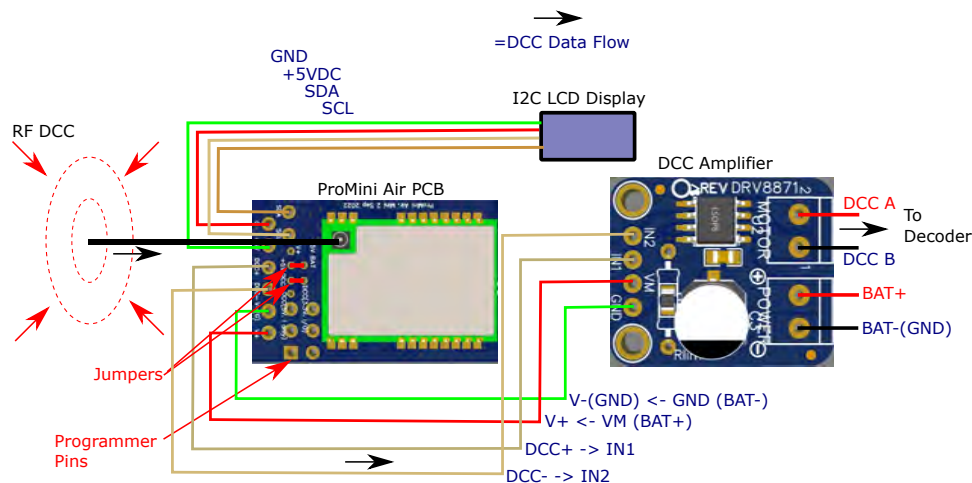 =DCC Data Flow
GND
+5VDC
SDA
SCL
I2C LCD Display
RF DCC
DCC Amplifier
ProMini Air PCB
REV DRV8871
MOTOR
2
1
IN2
IN1
VM
GND
POWER
DCC A
To
Decoder
DCC B
BAT+
BAT-(GND)
Jumpers
Programmer
Pins
V-(GND) <- GND (BAT-)
V+ <- VM (BAT+)
DCC+ -> IN1
DCC- -> IN2